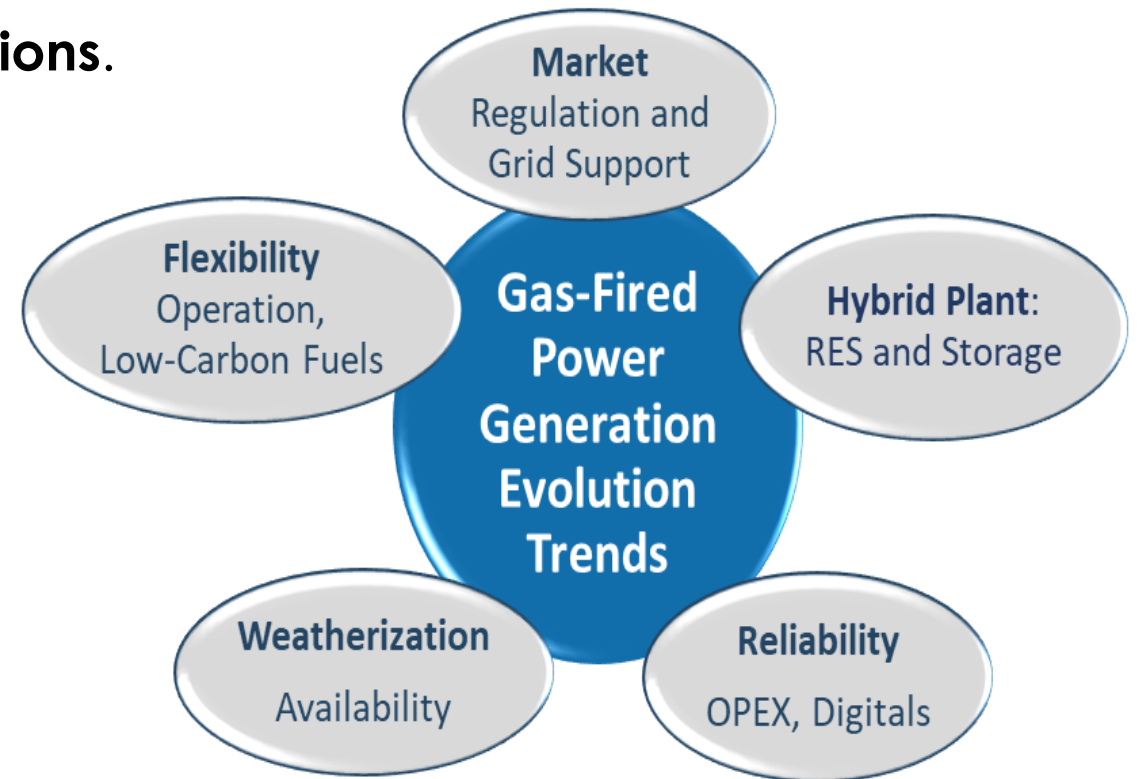 ions.
Market
Regulation and
Grid Support
Flexibility
Operation,
Low-Carbon Fuels
Hybrid Plant:
RES and Storage
Gas-Fired
Power
Generation
Evolution
Trends
Weatherization
Availability
Reliability
OPEX, Digitals